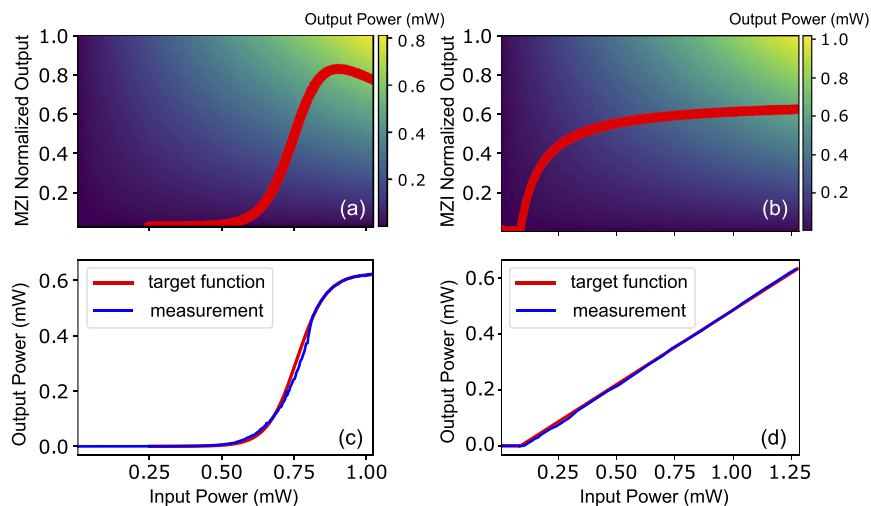 Output Power (mW)
MZI Normalized Output
1.0
0.8
0.6
0.4
0.2
(a)
0.8
0.6
0.4
0.2
Output Power (mW)
MZI Normalized Output
1.0
0.8
0.6
0.4
0.2
(b)
1.0
0.8
0.6
0.4
0.2
Output Power (mW)
0.6
0.4
0.2
0.0
target function
measurement
(c)
0.25
0.50
0.75
1.00
Input Power (mW)
Output Power (mW)
0.6
0.4
0.2
0.0
target function
measurement
(d)
0.25
0.50
0.75
1.00
1.25
Input Power (mW)